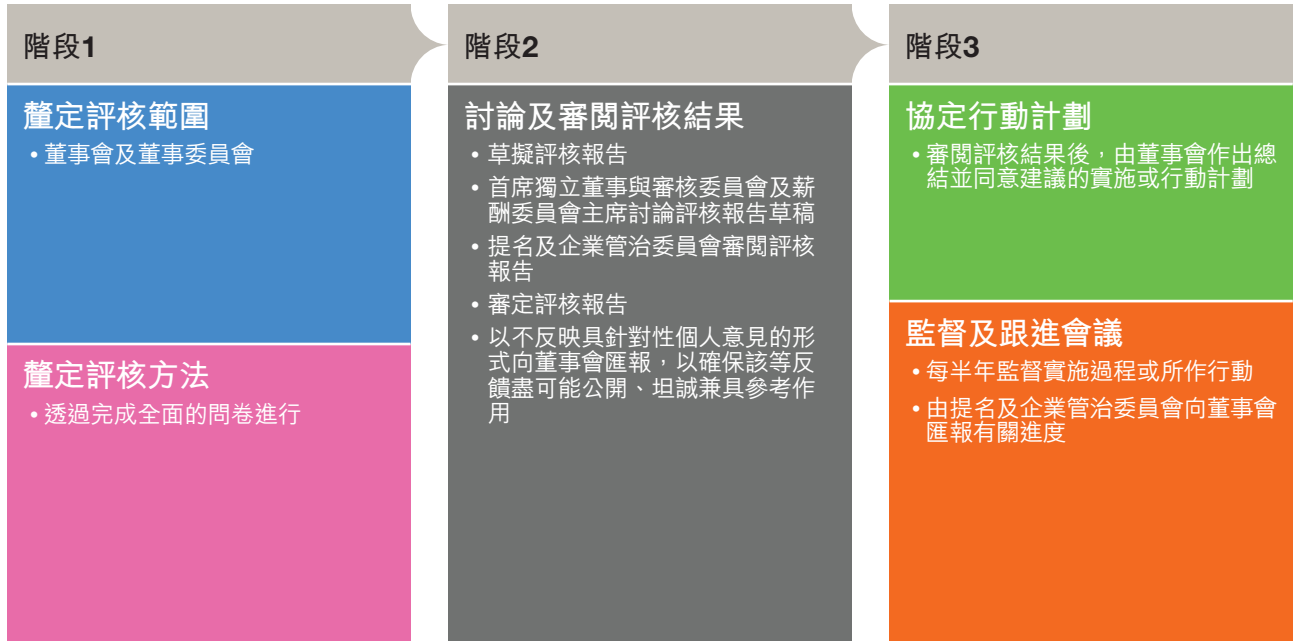 階段1
釐定評核範圍
• 董事會及董事委員會
釐定評核方法
• 透過完成全面的問卷進行
階段2
討論及審閱評核結果
• 草擬評核報告
• 首席獨立董事與審核委員會及薪
酬委員會主席討論評核報告草稿
• 提名及企業管治委員會審閱評核
報告
• 審定評核報告
• 以不反映具針對性個人意見的形
式向董事會匯報，以確保該等反
饋盡可能公開、坦誠兼具參考作
用
階段3
協定行動計劃
• 審閱評核結果後，由董事會作出總
結並同意建議的實施或行動計劃
監督及跟進會議
• 每半年監督實施過程或所作行動
• 由提名及企業管治委員會向董事會
匯報有關進度